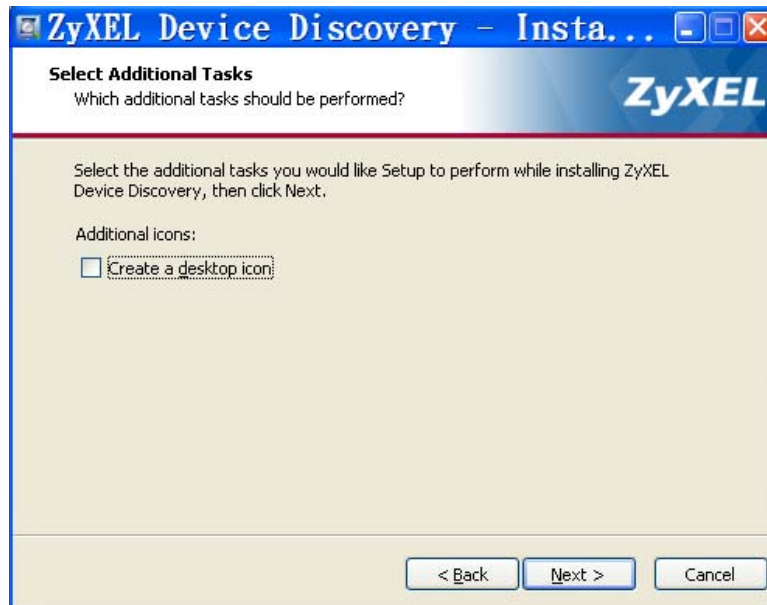 ZyXEL Device Discovery - Insta...
Select Additional Tasks
Which additional tasks should be performed?
ZyXEL
Select the additional tasks you would like Setup to perform while installing ZyXEL
Device Discovery, then click Next.
Additional icons:
Create a desktop icon
< Back Next > Cancel